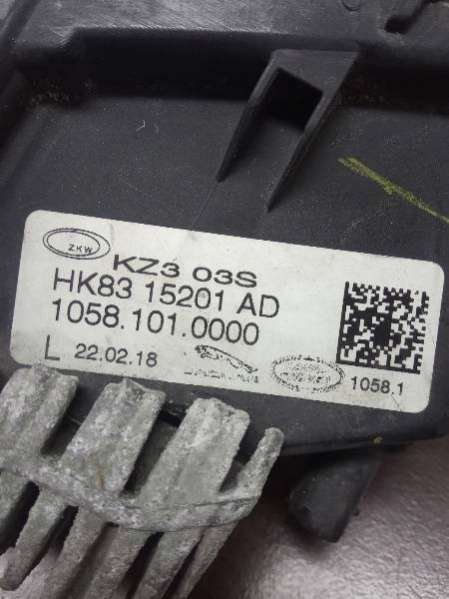 ZKW
KZ3 03S
HK83 15201 AD
1058.101.0000
L 22.02.18
1058.1